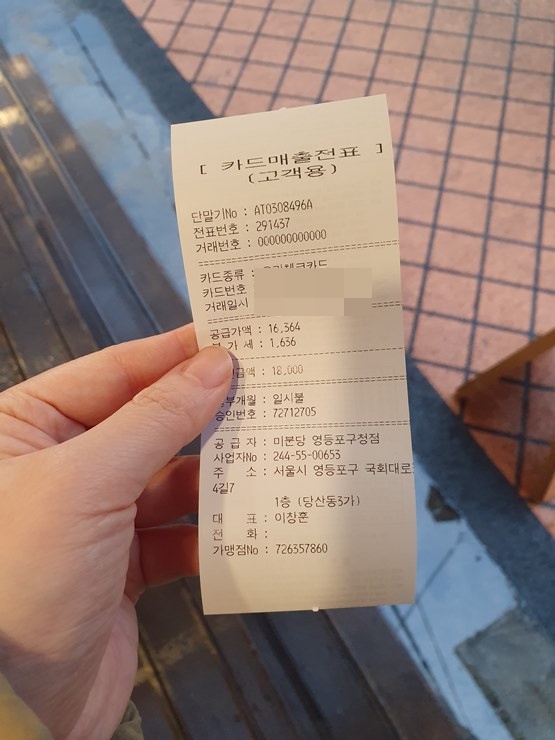 [ 카드매출전표 ]
(고객용)
단말기No : AT0308496A
전표번호 : 291437
거래번호 : 000000000000
카드종류 :
카드번호
거래일시
공급가액 : 16,364
부 가 세 : 1,636
금액 : 18,000
할부개월 : 일시불
승인번호 : 72712705
공 급 자 : 미분당 영등포구청점
사업자No : 244-55-00653
주 소 : 서울시 영등포구 국회대로
4길7
1층 (당산동3가)
대 표 : 이창훈
전 화 :
가맹점No : 726357860